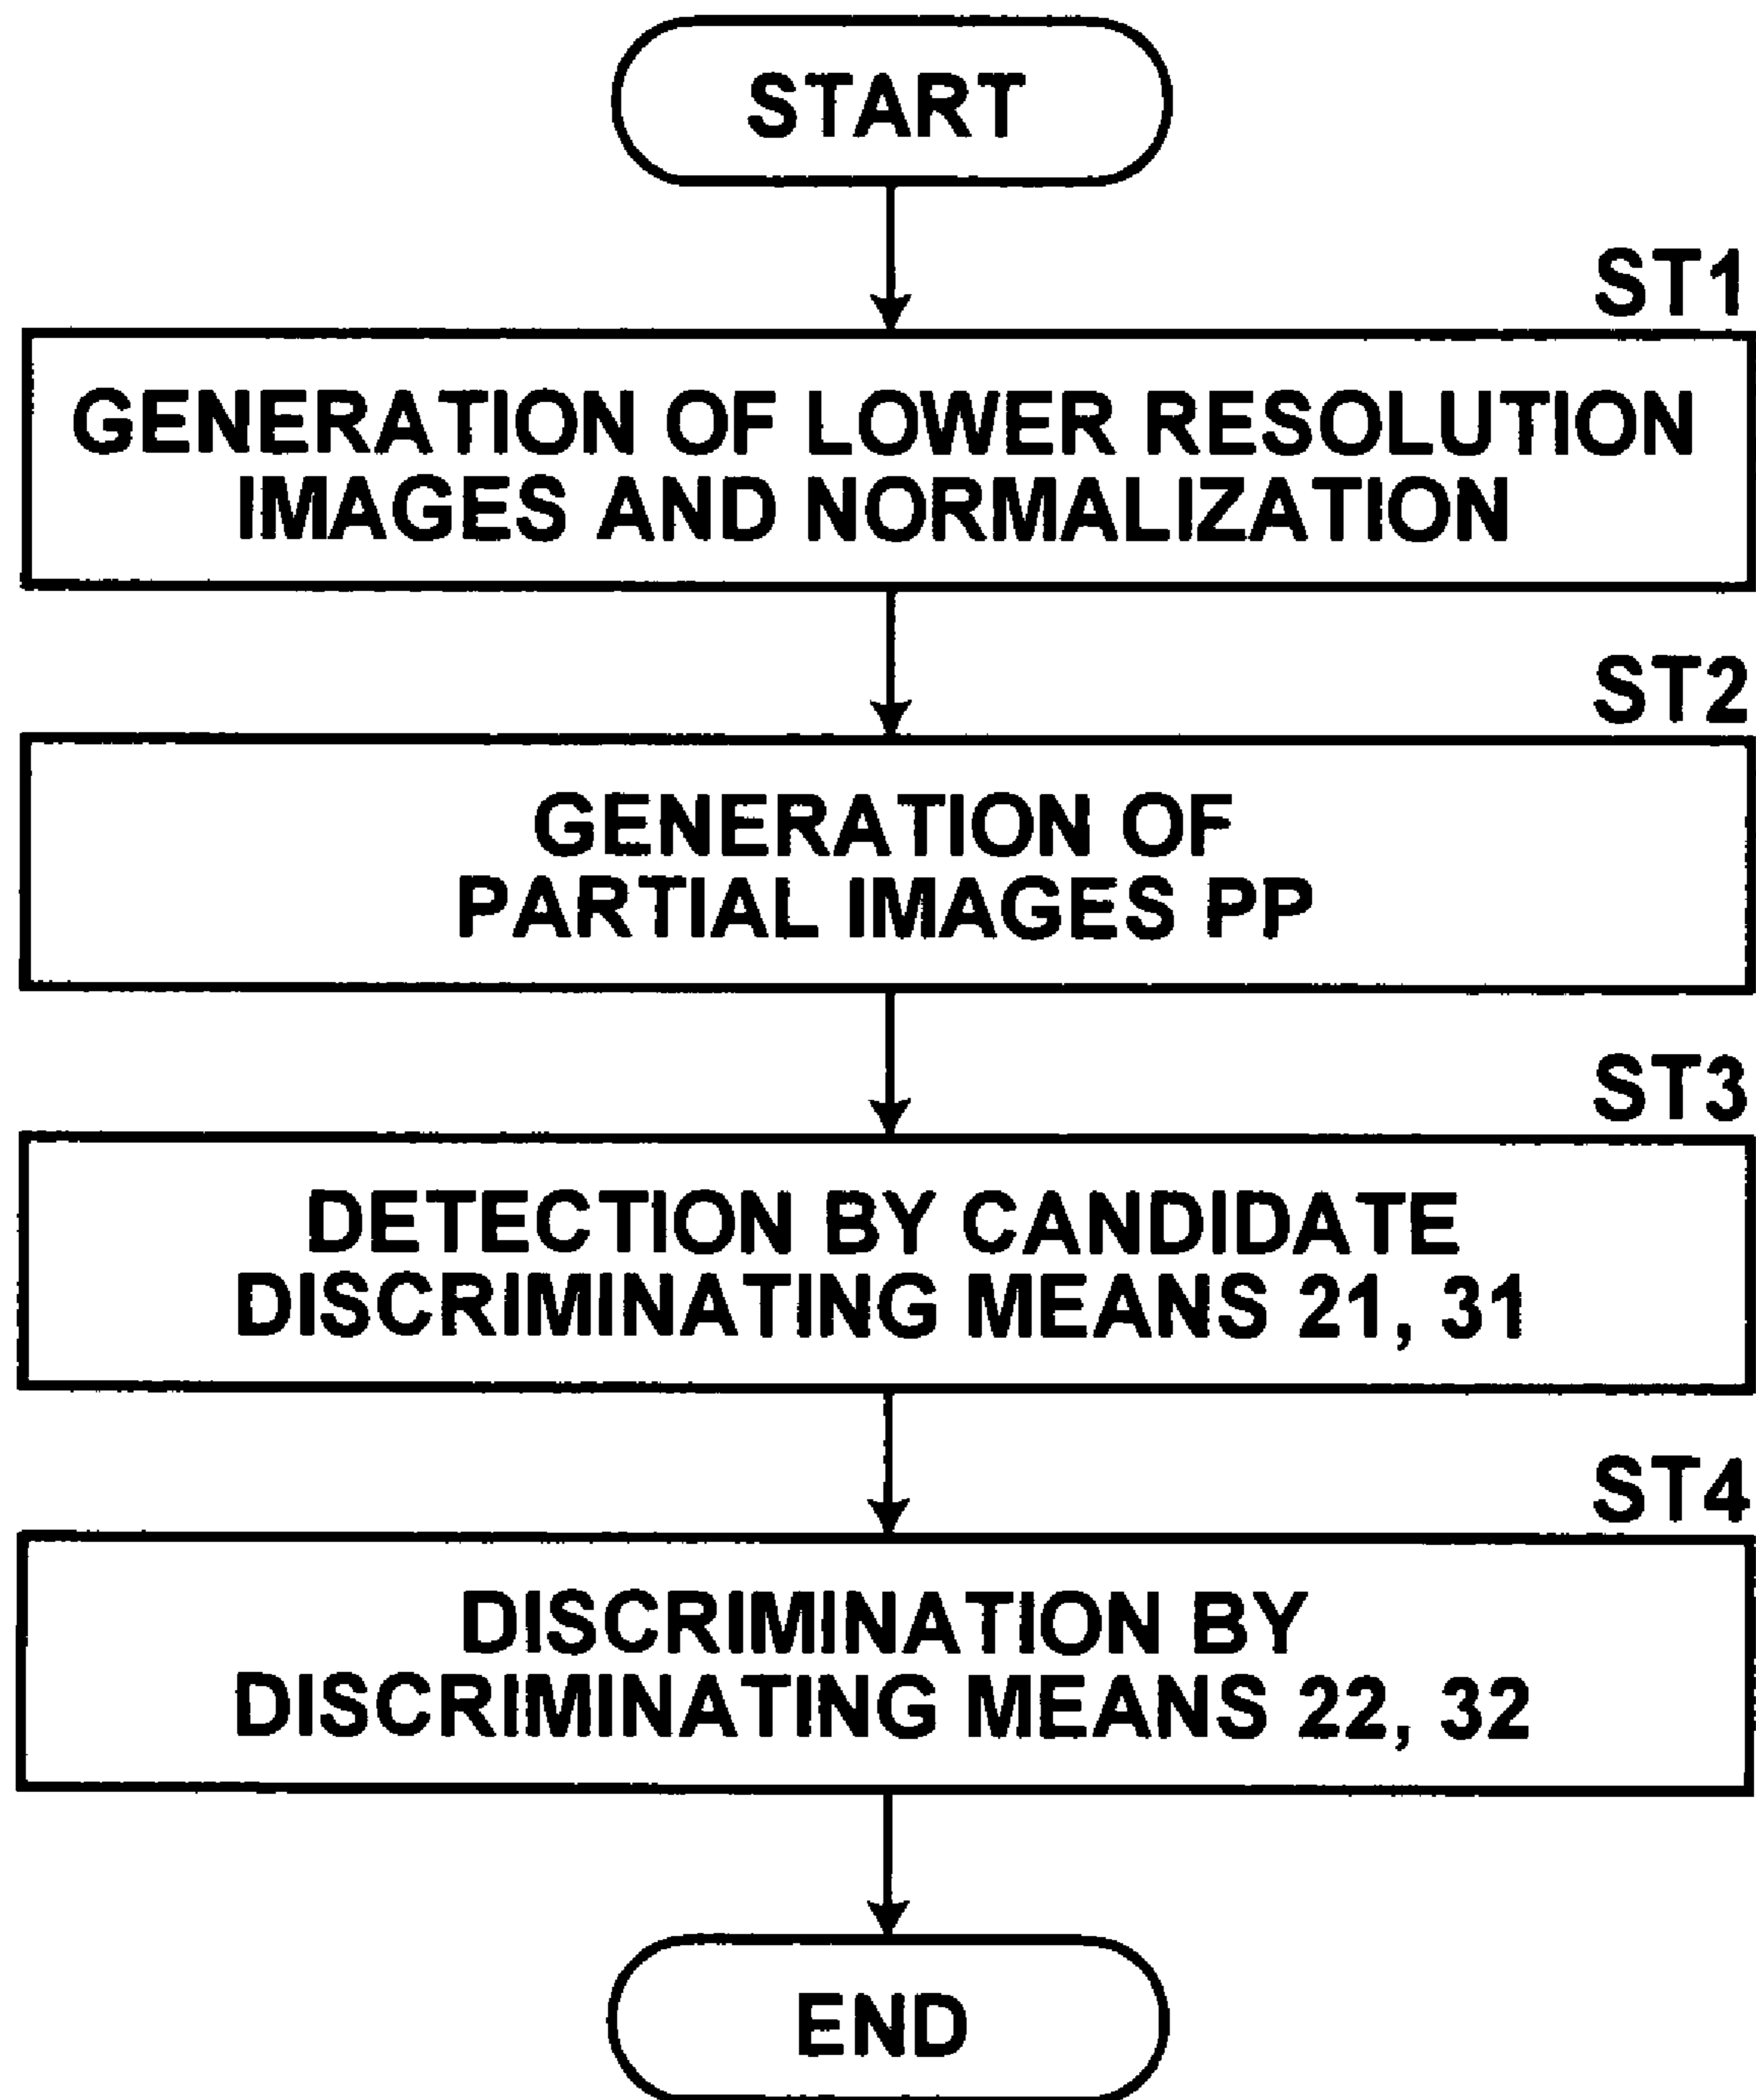 START
ST1
GENERATION OF LOWER RESOLUTION
IMAGES AND NORMALIZATION
ST2
GENERATION OF
PARTIAL IMAGES PP
ST3
DETECTION BY CANDIDATE
DISCRIMINATING MEANS 21, 31
ST4
DISCRIMINATION BY
DISCRIMINATING MEANS 22, 32
END